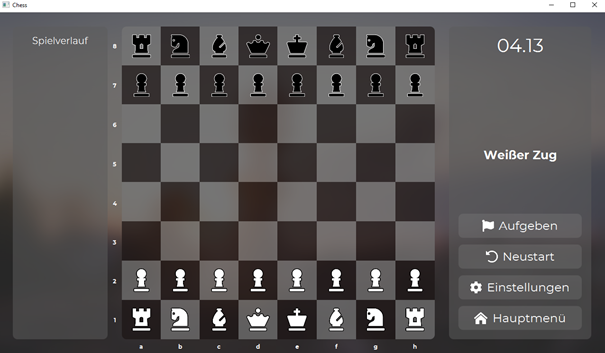 Chess
Spielverlauf
8
7
6
5
4
3
2
1
a b c d e f g h
04.13
Weißer Zug
Aufgeben
Neustart
Einstellungen
Hauptmenü